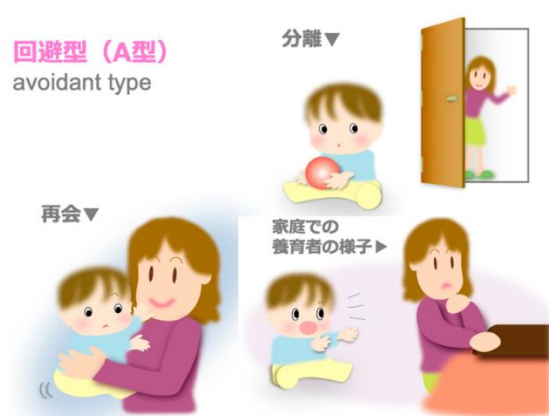 回避型（A型）
avoidant type
分離▼
再会▼
家庭での
養育者の様子▶